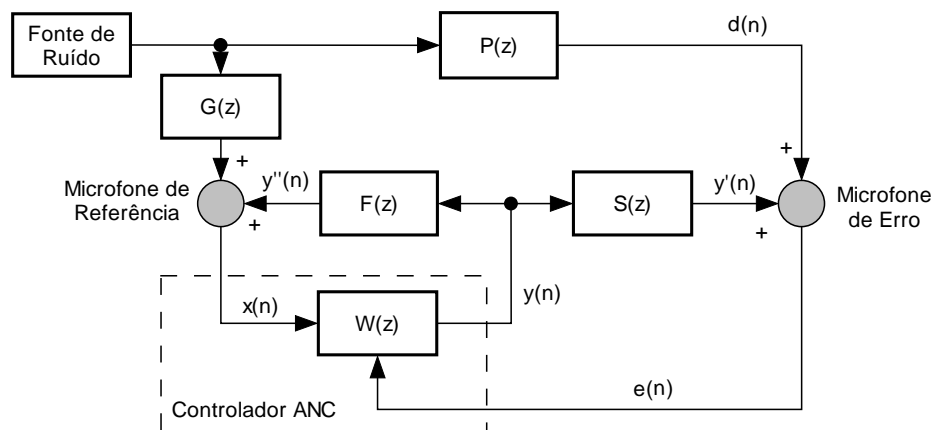 Fonte de
Ruído
P(z)
d(n)
G(z)
+
+
Microfone de
Referência
y''(n)
F(z)
S(z)
y'(n)
Microfone
de Erro
+
+
x(n)
W(z)
y(n)
Controlador ANC
e(n)